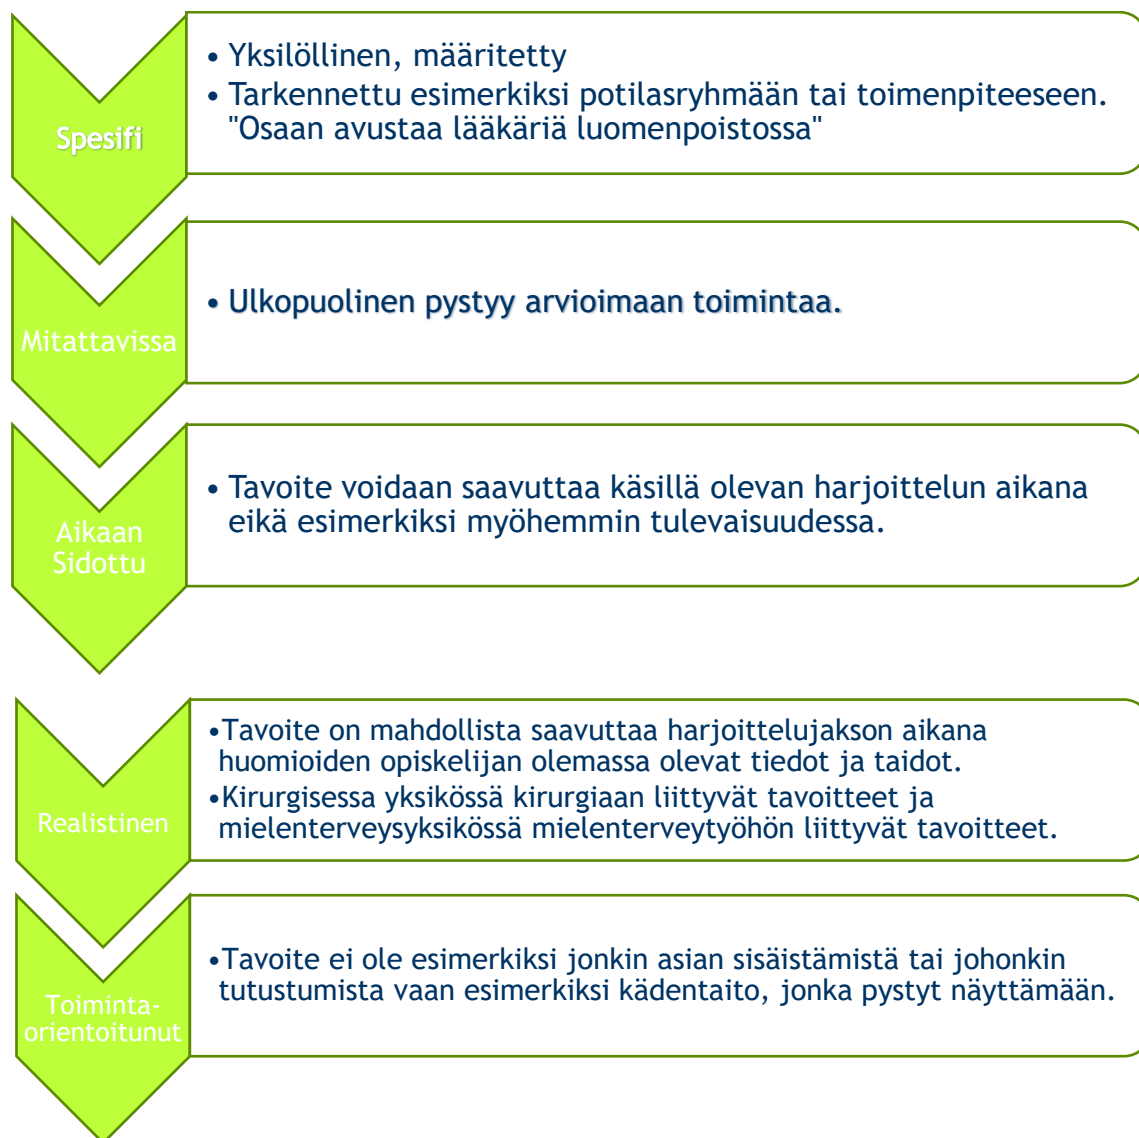 Spesifi
• Yksilöllinen, määritetty
• Tarkennettu esimerkiksi potilasryhmään tai toimenpiteeseen.
"Osaan avustaa lääkäriä luomenpoistossa"
Mitattavissa
• Ulkopuolinen pystyy arvioimaan toimintaa.
Aikaan
Sidottu
• Tavoite voidaan saavuttaa käsillä olevan harjoittelun aikana
eikä esimerkiksi myöhemmin tulevaisuudessa.
Realistinen
•Tavoite on mahdollista saavuttaa harjoittelujakson aikana
huomioiden opiskelijan olemassa olevat tiedot ja taidot.
•Kirurgisessa yksikössä kirurgiaan liittyvät tavoitteet ja
mielenterveysyksikössä mielenterveytyöhön liittyvät tavoitteet.
Toiminta-
orientoitunut
•Tavoite ei ole esimerkiksi jonkin asian sisäistämistä tai johonkin
tutustumista vaan esimerkiksi kädentaito, jonka pystyt näyttämään.